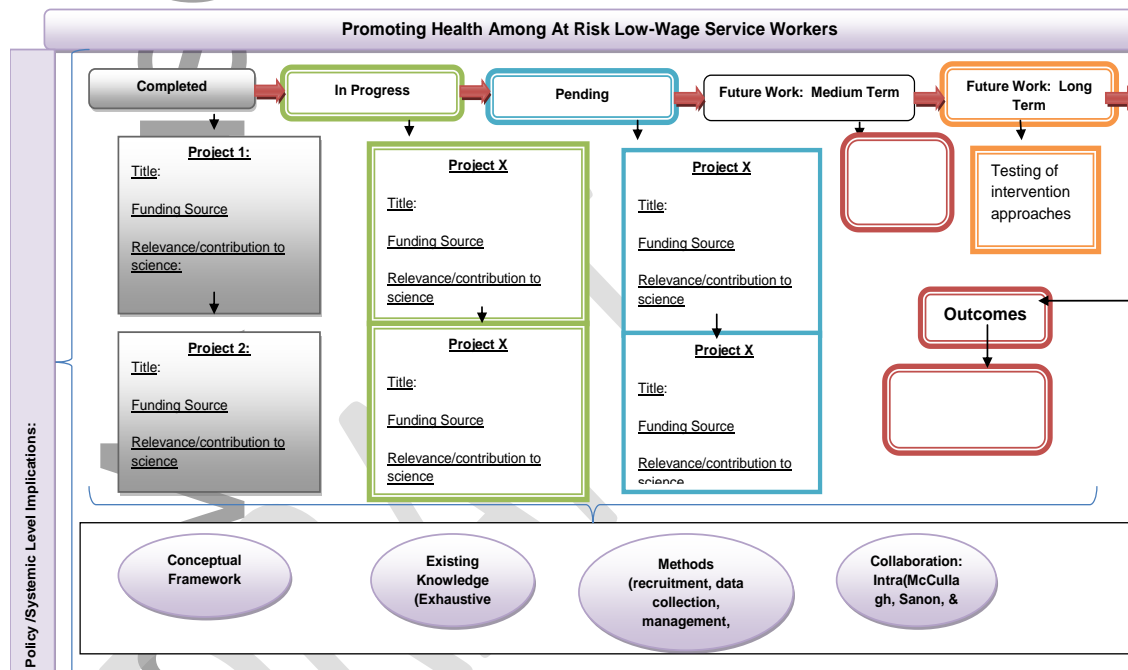 Promoting Health Among At Risk Low-Wage Service Workers
Policy /Systemic Level Implications:
Completed
In Progress
Pending
Future Work: Medium Term
Future Work: Long
Term
Project 1:
Title:
Funding Source
Relevance/contribution to
science:
Project 2:
Title:
Funding Source
Relevance/contribution to
science
Project X
Title:
Funding Source
Relevance/contribution to
science
Project X
Title:
Funding Source
Relevance/contribution to
science
Project X
Title:
Funding Source
Relevance/contribution to
science
Project X
Title:
Funding Source
Relevance/contribution to
science
Testing of
intervention
approaches
Outcomes
Conceptual
Framework
Existing
Knowledge
(Exhaustive
Methods
(recruitment, data
collection,
management,
Collaboration:
Intra(McCulla
gh, Sanon, &